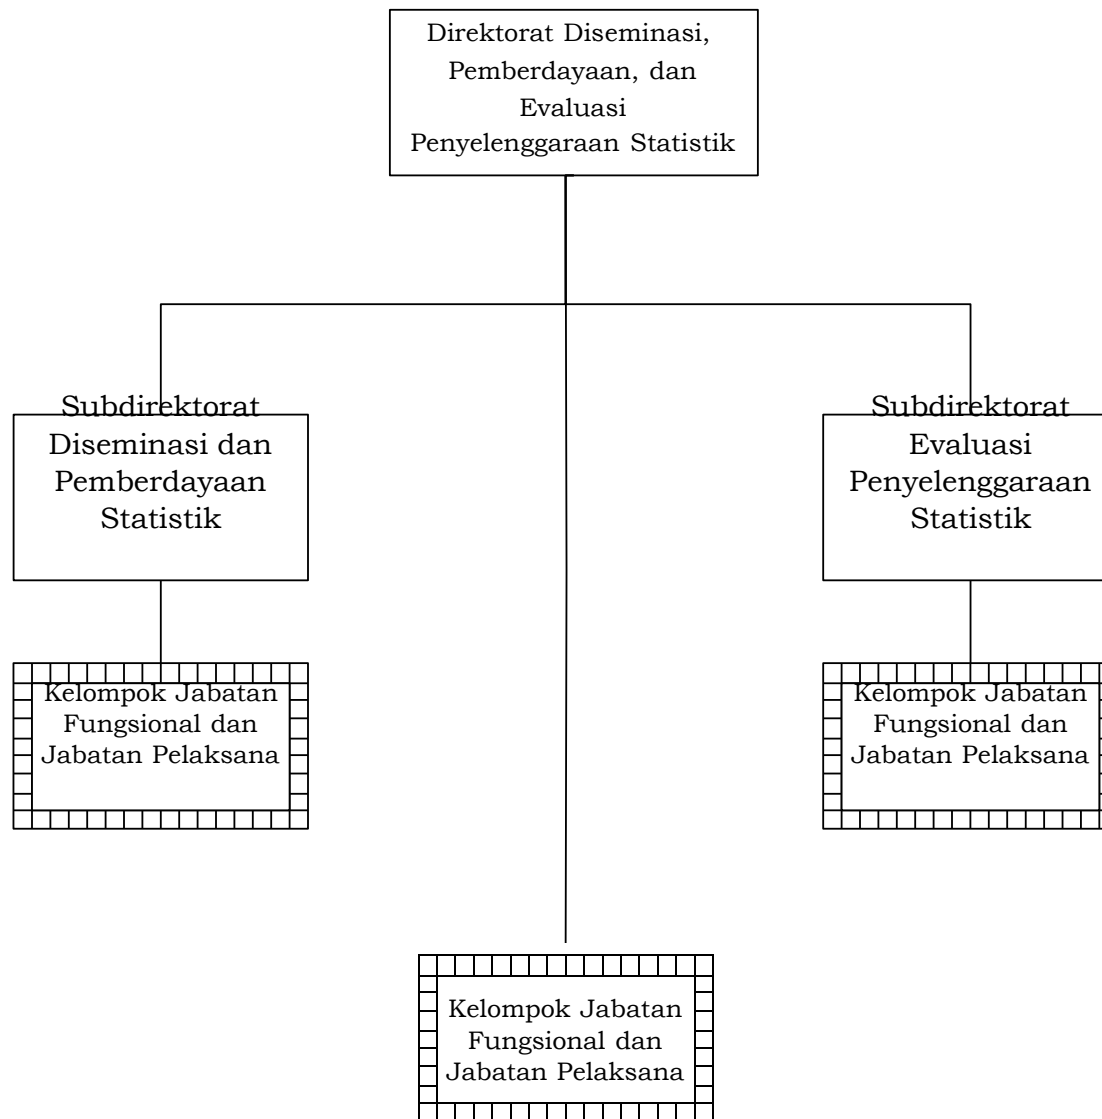 Direktorat Diseminasi,
Pemberdayaan, dan
Evaluasi
Penyelenggaraan Statistik
Subdirektorat
Diseminasi dan
Pemberdayaan
Statistik
Subdirektorat
Evaluasi
Penyelenggaraan
Statistik
Kelompok Jabatan
Fungsional dan
Jabatan Pelaksana
Kelompok Jabatan
Fungsional dan
Jabatan Pelaksana
Kelompok Jabatan
Fungsional dan
Jabatan Pelaksana